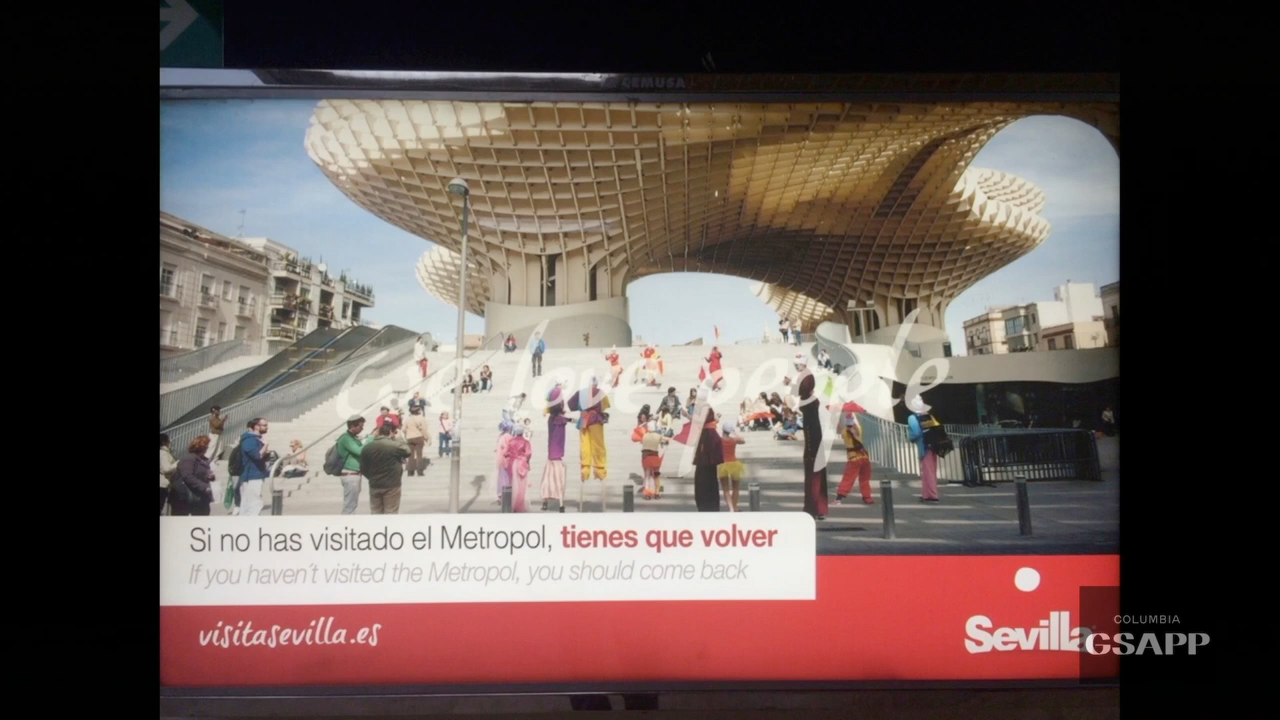 CEMUSA
we love people
Si no has visitado el Metropol, tienes que volver
If you haven´t visited the Metropol, you should come back
visitasevilla.es
Sevilla
COLUMBIA
GSAPP